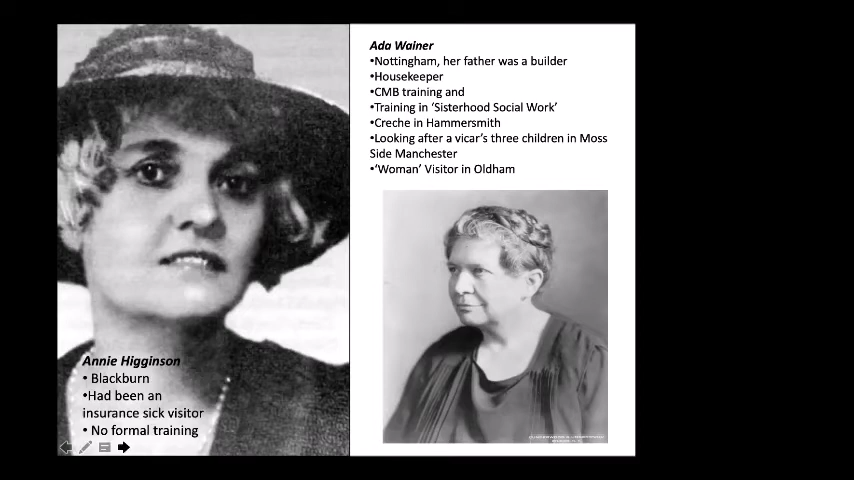 Ada Wainer
•Nottingham, her father was a builder
•Housekeeper
•CMB training and
•Training in ‘Sisterhood Social Work’
•Creche in Hammersmith
•Looking after a vicar’s three children in Moss
Side Manchester
•‘Woman’ Visitor in Oldham
Annie Higginson
• Blackburn
•Had been an
insurance sick visitor
• No formal training